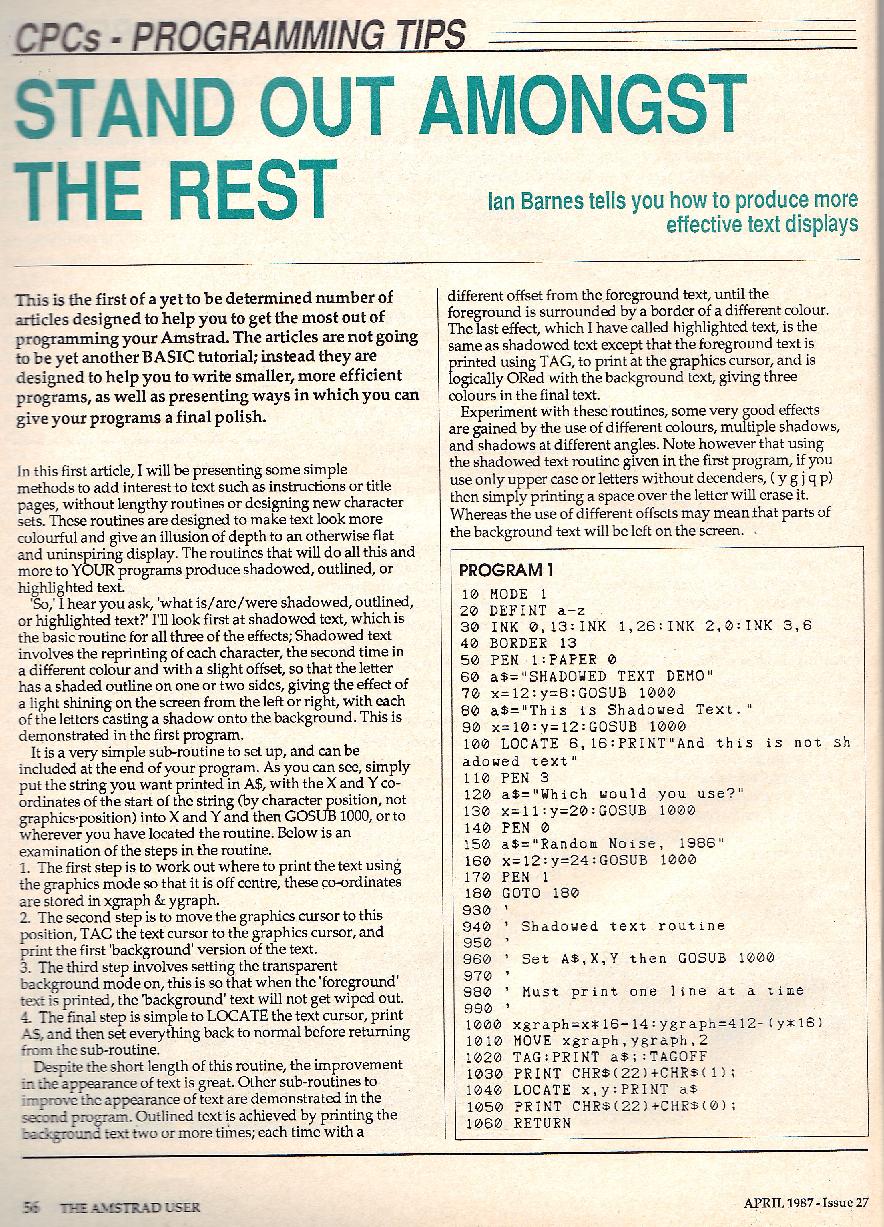 CPCs - PROGRAMMING TIPS
STAND OUT AMONGST
THE REST
Ian Barnes tells you how to produce more
effective text displays
This is the first of a yet to be determined number of
articles designed to help you to get the most out of
programming your Amstrad. The articles are not going
to be yet another BASIC tutorial; instead they are
designed to help you to write smaller, more efficient
programs, as well as presenting ways in which you can
give your programs a final polish.
In this first article, I will be presenting some simple
methods to add interest to text such as instructions or title
pages, without lengthy routines or designing new character
sets. These routines are designed to make text look more
colourful and give an illusion of depth to an otherwise flat
and uninspiring display. The routines that will do all this and
more to YOUR programs produce shadowed, outlined, or
highlighted text.
'So,' I hear you ask, 'what is/are/were shadowed, outlined,
or highlighted text?' I'll look first at shadowed text, which is
the basic routine for all three of the effects; Shadowed text
involves the reprinting of each character, the second time in
a different colour and with a slight offset, so that the letter
has a shaded outline on one or two sides, giving the effect of
a light shining on the screen from the left or right, with each
of the letters casting a shadow onto the background. This is
demonstrated in the first program.
It is a very simple sub-routine to set up, and can be
included at the end of your program. As you can see, simply
put the string you want printed in A$, with the X and Y co-
ordinates of the start of the string (by character position, not
graphics-position) into X and Y and then GOSUB 1000, or to
wherever you have located the routine. Below is an
examination of the steps in the routine.
1. The first step is to work out where to print the text using
the graphics mode so that it is off centre, these co-ordinates
are stored in xgraph & ygraph.
2. The second step is to move the graphics cursor to this
position, TAG the text cursor to the graphics cursor, and
print the first 'background' version of the text.
3. The third step involves setting the transparent
background mode on, this is so that when the 'foreground'
text is printed, the 'background' text will not get wiped out.
4. The final step is simple to LOCATE the text cursor, print
A$, and then set everything back to normal before returning
from the sub-routine.
Despite the short length of this routine, the improvement
in the appearance of text is great. Other sub-routines to
improve the appearance of text are demonstrated in the
second program. Outlined text is achieved by printing the
background text two or more times; each time with a
different offset from the foreground text, until the
foreground is surrounded by a border of a different colour.
The last effect, which I have called highlighted text, is the
same as shadowed text except that the foreground text is
printed using TAG, to print at the graphics cursor, and is
logically ORed with the background text, giving three
colours in the final text.
Experiment with these routines, some very good effects
are gained by the use of different colours, multiple shadows,
and shadows at different angles. Note however that using
the shadowed text routine given in the first program, if you
use only upper case or letters without decenders, (y g j q p)
then simply printing a space over the letter will erase it.
Whereas the use of different offsets may mean that parts of
the background text will be left on the screen.
PROGRAM 1
10 MODE 1
20 DEFINT a-z
30 INK 0,13:INK 1,26:INK 2,0:INK 3,6
40 BORDER 13
50 PEN 1:PAPER 0
60 a$="SHADOWED TEXT DEMO"
70 x=12:y=8:GOSUB 1000
80 a$="This is Shadowed Text."
90 x=10:y=12:GOSUB 1000
100 LOCATE 6,16:PRINT"And this is not sh
adowed text"
110 PEN 3
120 a$="Which would you use?"
130 x=11:y=20:GOSUB 1000
140 PEN 0
150 a$="Random Noise, 1986"
160 x=12:y=24:GOSUB 1000
170 PEN 1
180 GOTO 180
930 '
940 ' Shadowed text routine
950 '
960 ' Set A$,X,Y then GOSUB 1000
970 '
980 ' Must print one line at a time
990 '
1000 xgraph=x*16-14:ygraph=412-(y*16)
1010 MOVE xgraph,ygraph,2
1020 TAG:PRINT a$;:TAGOFF
1030 PRINT CHR$(22)+CHR$(1);
1040 LOCATE x,y:PRINT a$
1050 PRINT CHR$(22)+CHR$(0);
1060 RETURN
56 THE AMSTRAD USER
APRIL 1987 - Issue 27